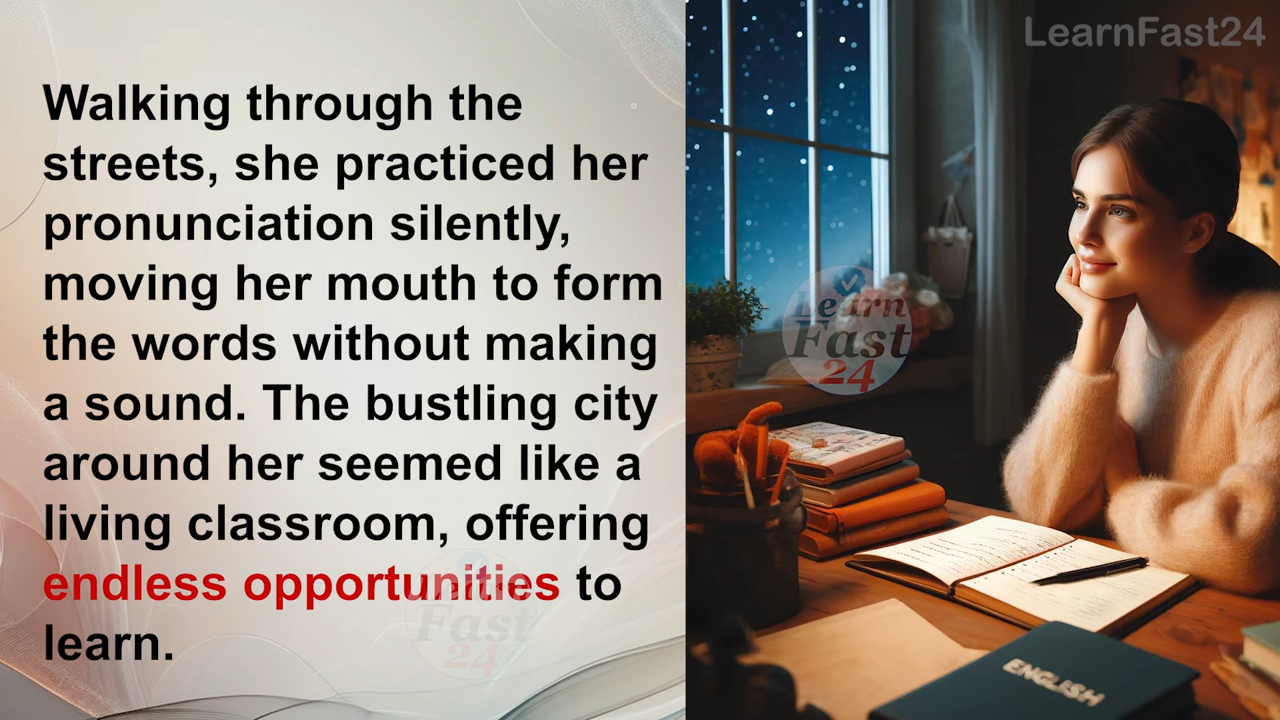 LearnFast24
Walking through the
streets, she practiced her
pronunciation silently,
moving her mouth to form
the words without making
a sound. The bustling city
around her seemed like a
living classroom, offering
endless opportunities to
learn.
Learn
Fast
24
Fast
24
ENGLISH